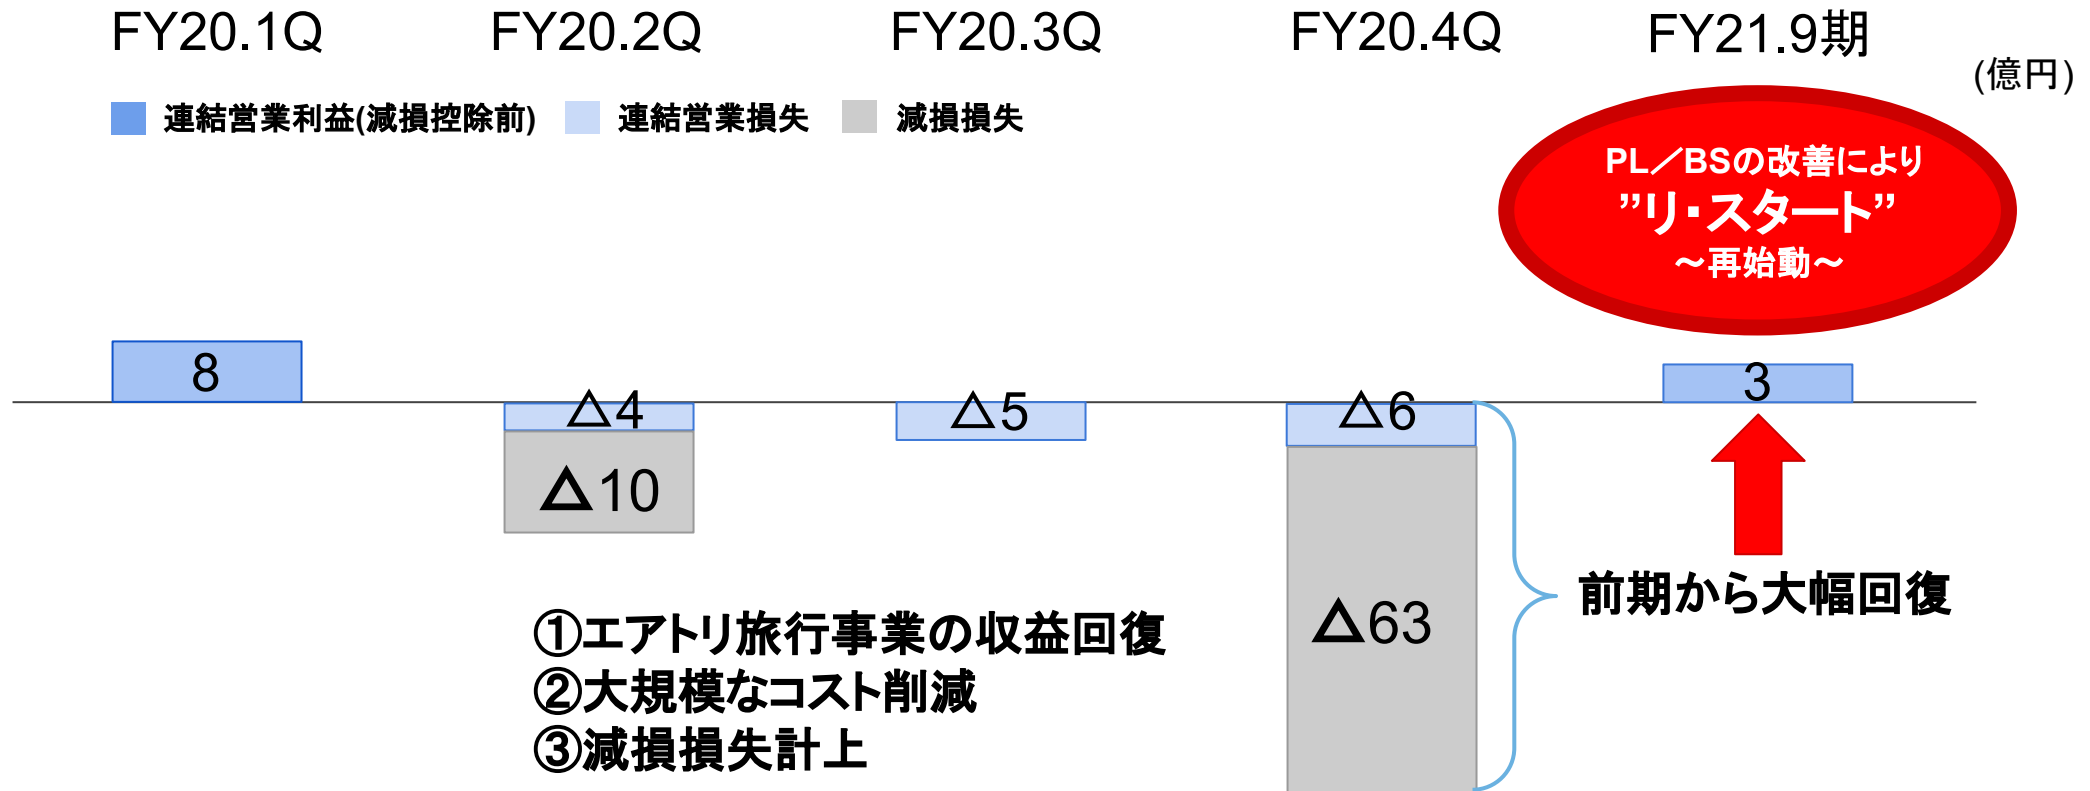 FY20.1Q FY20.2Q FY20.3Q FY20.4Q FY21.9期
(億円)
連結営業利益(減損控除前) 連結営業損失 減損損失
PL／BSの改善により
”リ・スタート”
～再始動～
8
△4
△5
△6
3
△10
△63
前期から大幅回復
①エアトリ旅行事業の収益回復
②大規模なコスト削減
③減損損失計上